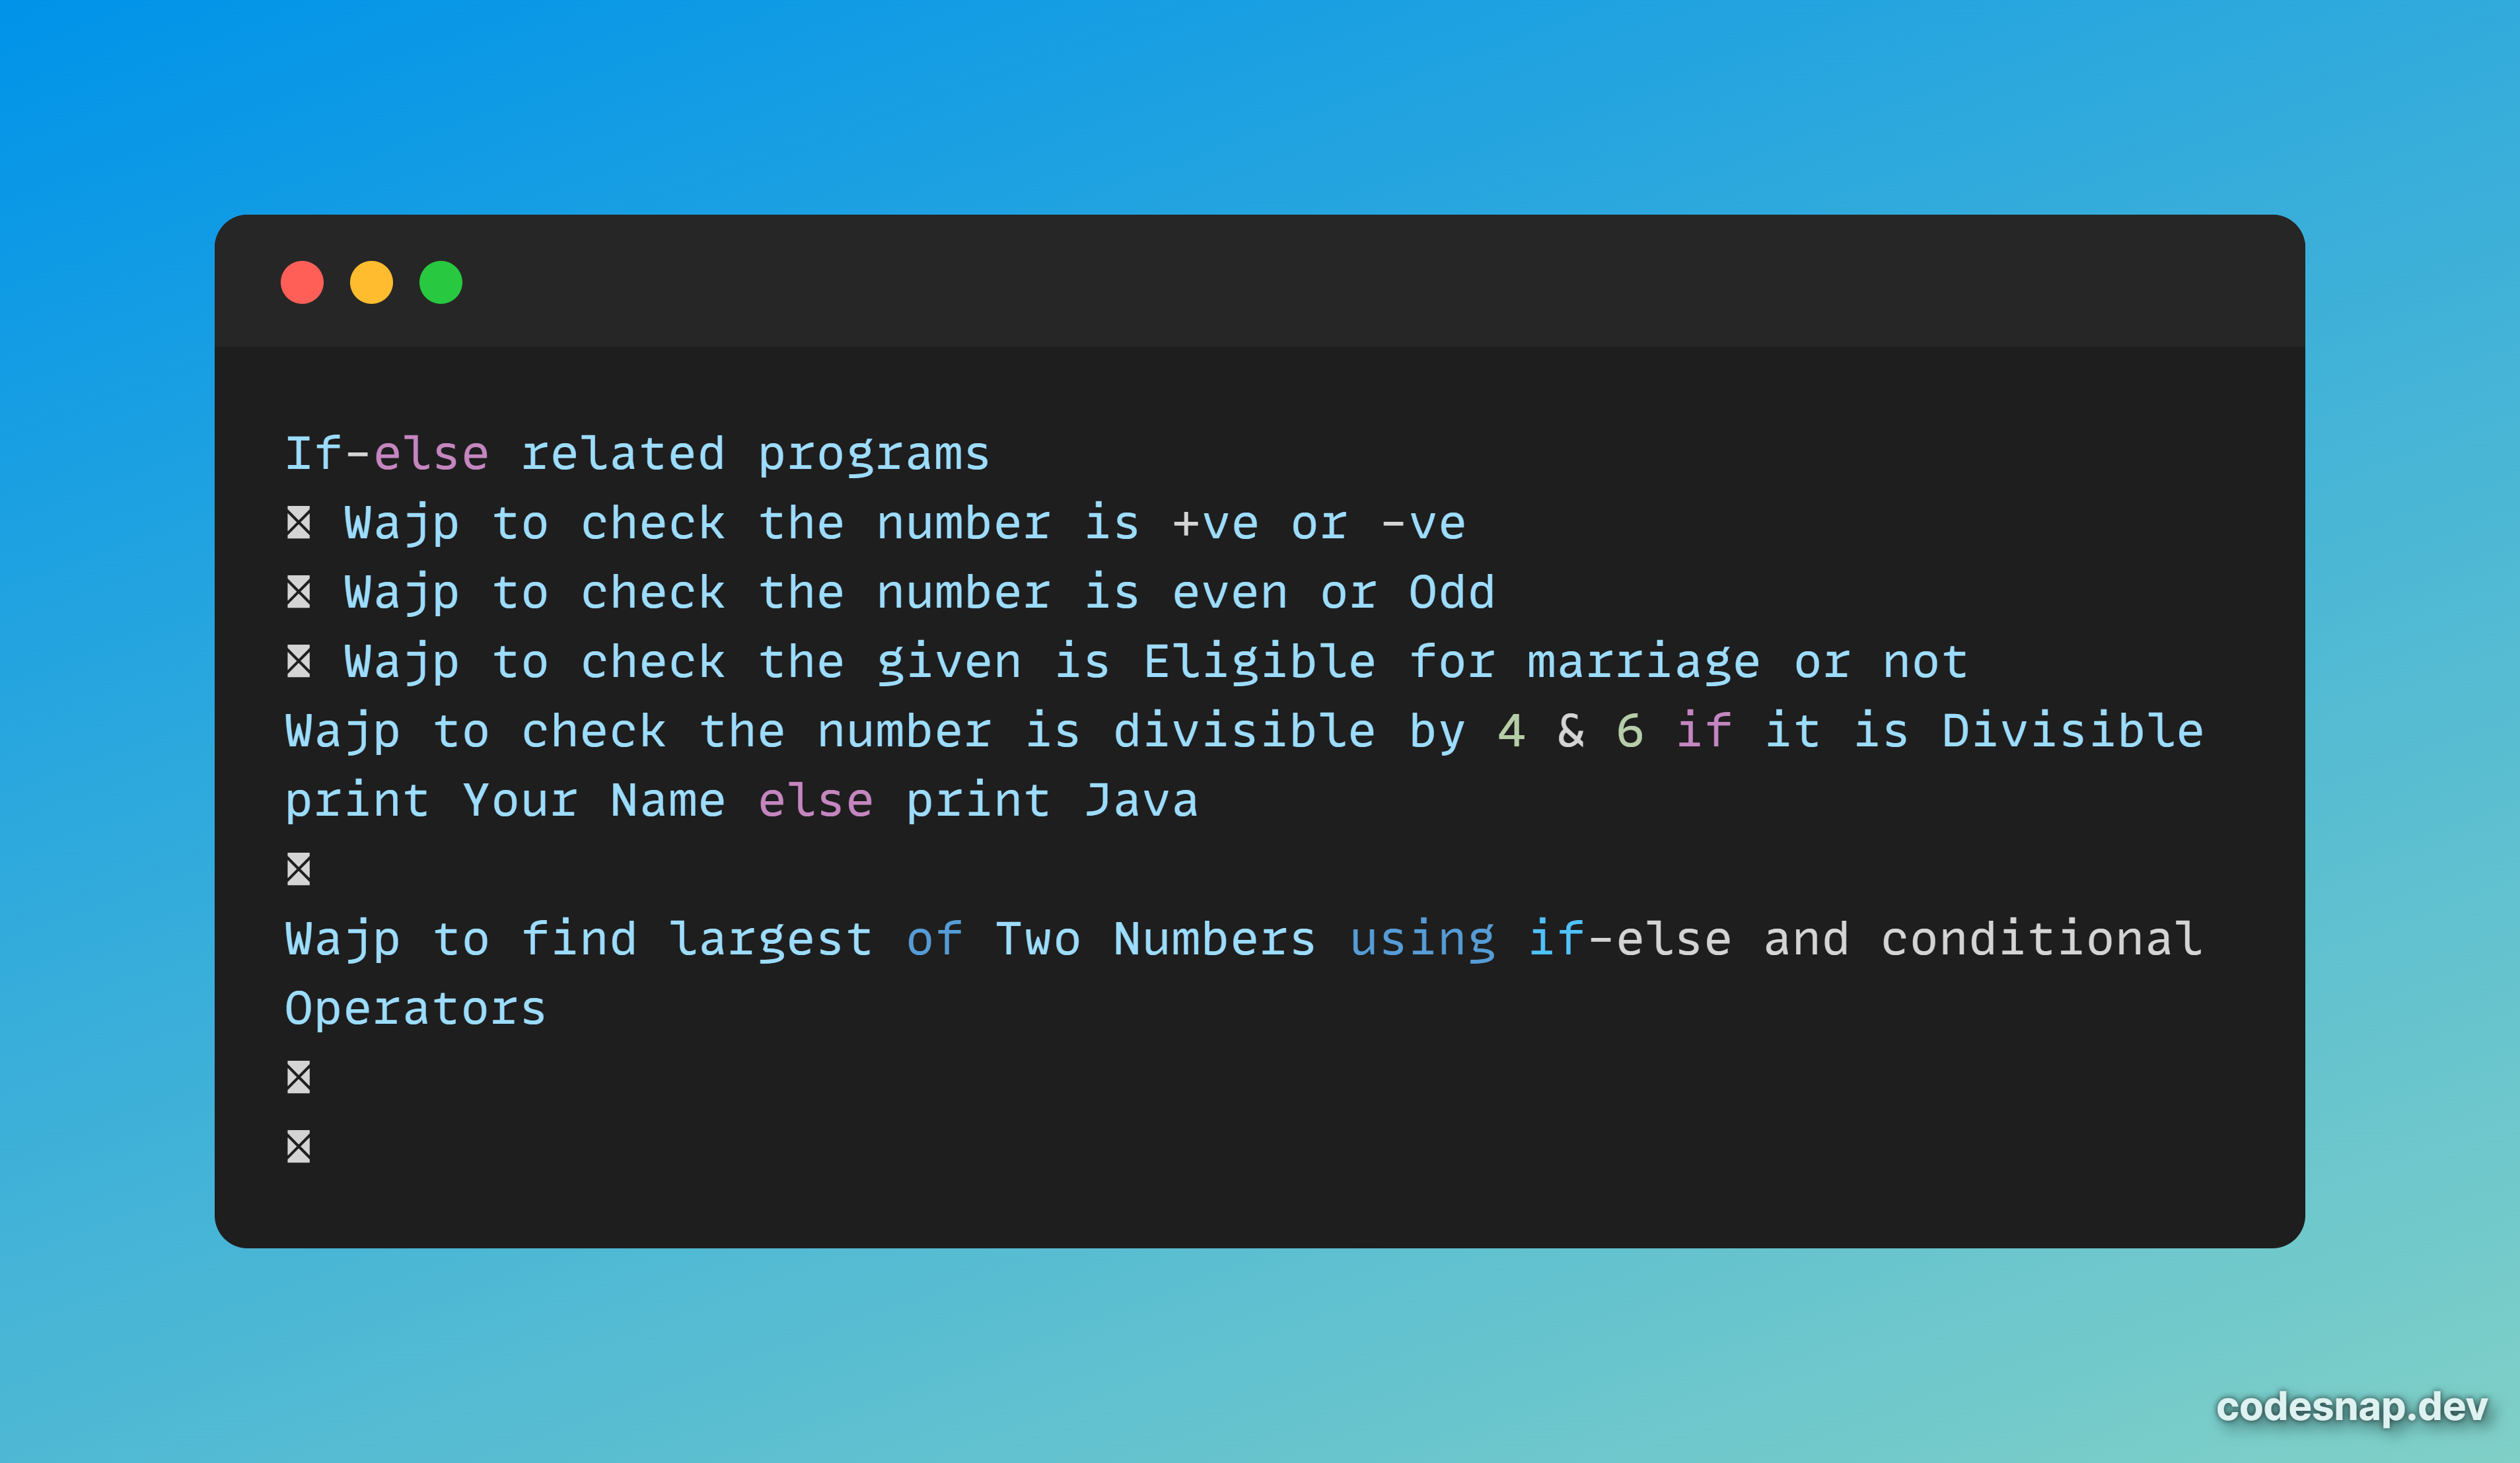 If-else related programs
 Wajp to check the number is +ve or -ve
 Wajp to check the number is even or Odd
 Wajp to check the given is Eligible for marriage or not
Wajp to check the number is divisible by 4 & 6 if it is Divisible
print Your Name else print Java

Wajp to find largest of Two Numbers using if-else and conditional
Operators


codesnap.dev